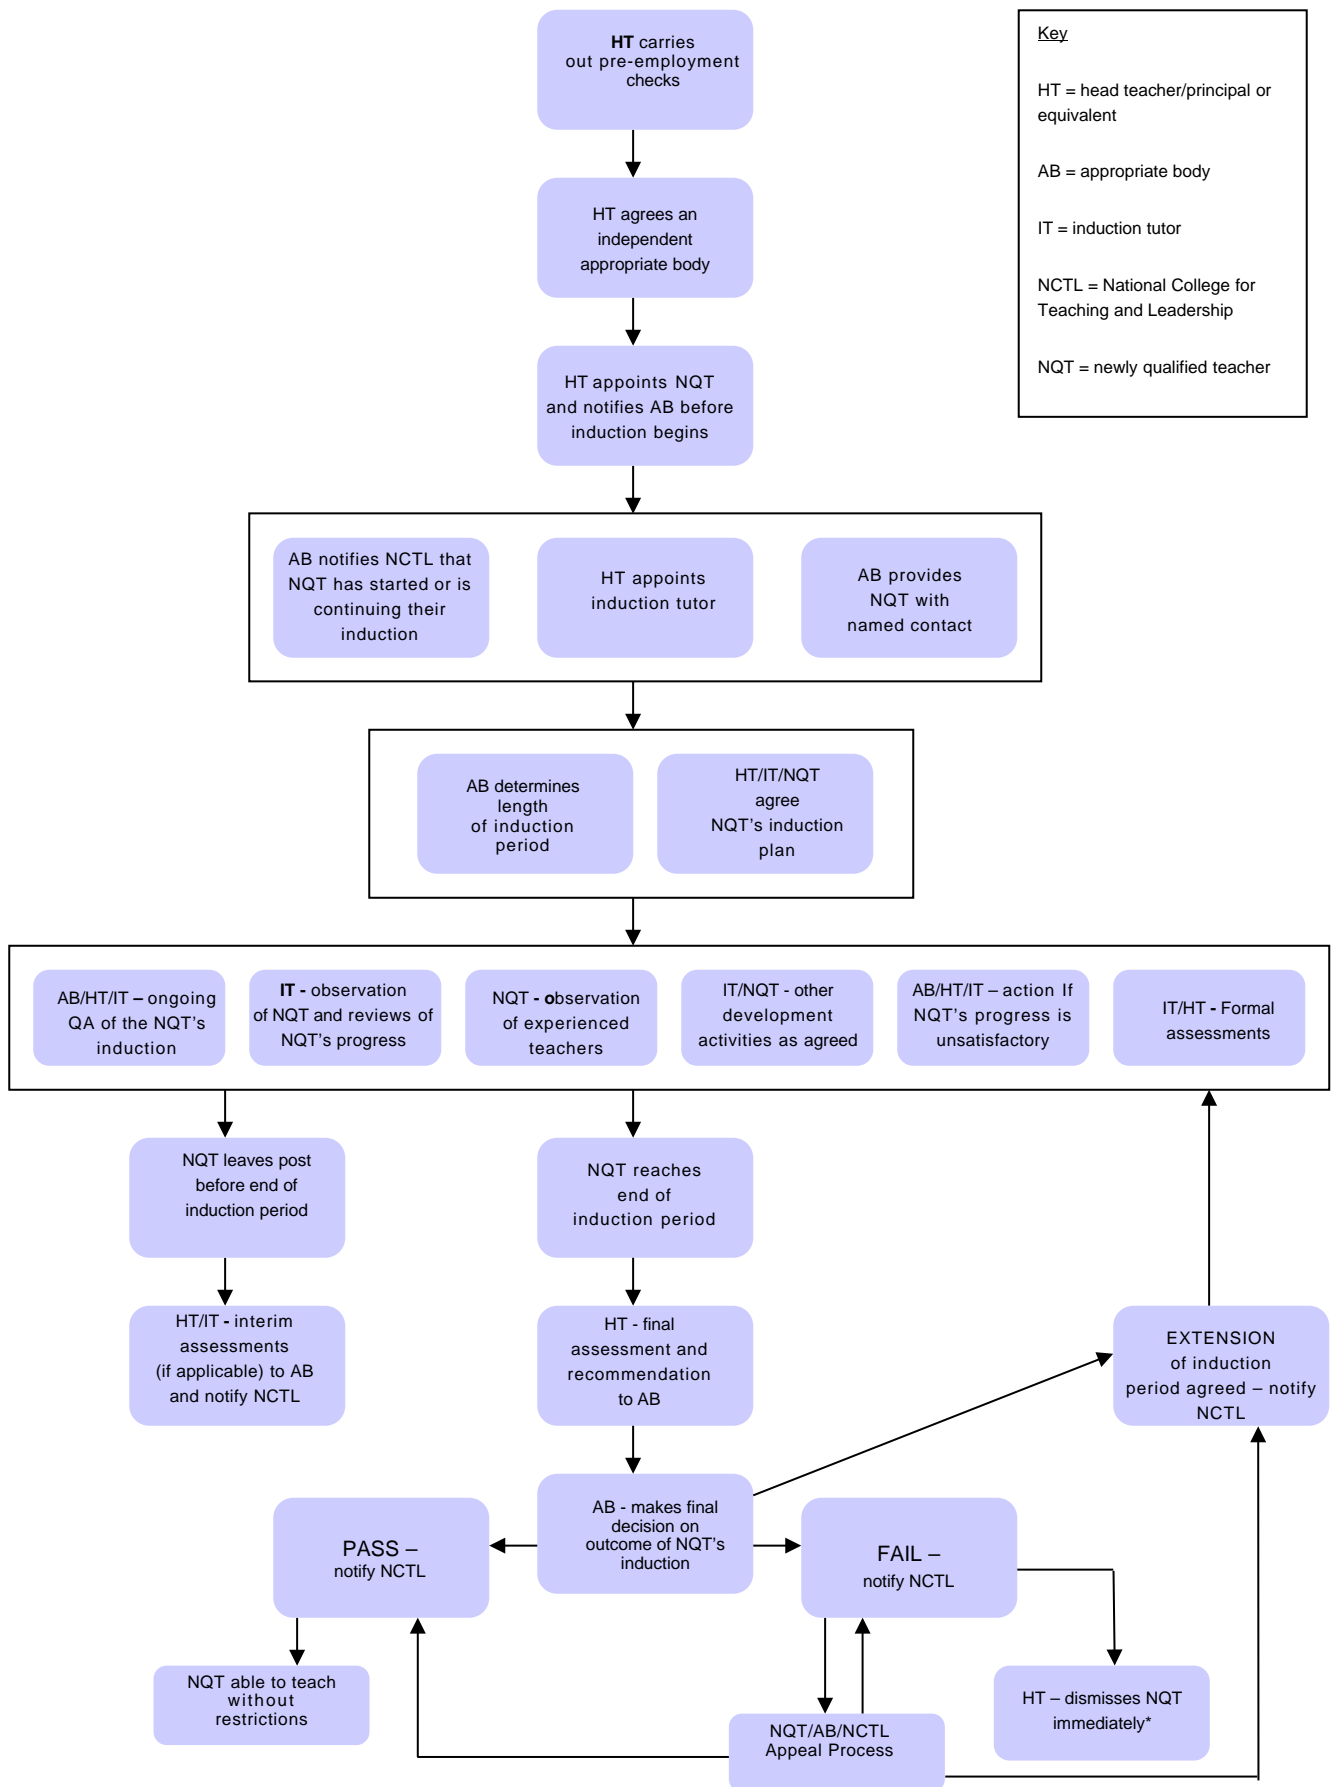 HT carries
out pre-employment
checks
Key
HT = head teacher/principal or
equivalent
AB = appropriate body
IT = induction tutor
NCTL = National College for
Teaching and Leadership
NQT = newly qualified teacher
HT agrees an
independent
appropriate body
HT appoints NQT
and notifies AB before
induction begins
AB notifies NCTL that
NQT has started or is
continuing their
induction
HT appoints
induction tutor
AB provides
NQT with
named contact
AB determines
length
of induction
period
HT/IT/NQT
agree
NQT’s induction
plan
AB/HT/IT – ongoing
QA of the NQT’s
induction
IT - observation
of NQT and reviews of
NQT’s progress
NQT - observation
of experienced
teachers
IT/NQT - other
development
activities as agreed
AB/HT/IT – action If
NQT’s progress is
unsatisfactory
IT/HT - Formal
assessments
NQT leaves post
before end of
induction period
NQT reaches
end of
induction period
HT/IT - interim
assessments
(if applicable) to AB
and notify NCTL
HT - final
assessment and
recommendation
to AB
EXTENSION
of induction
period agreed – notify
NCTL
AB - makes final
decision on
outcome of NQT’s
induction
PASS –
notify NCTL
FAIL –
notify NCTL
NQT able to teach
without
restrictions
HT – dismisses NQT
immediately*
NQT/AB/NCTL
Appeal Process